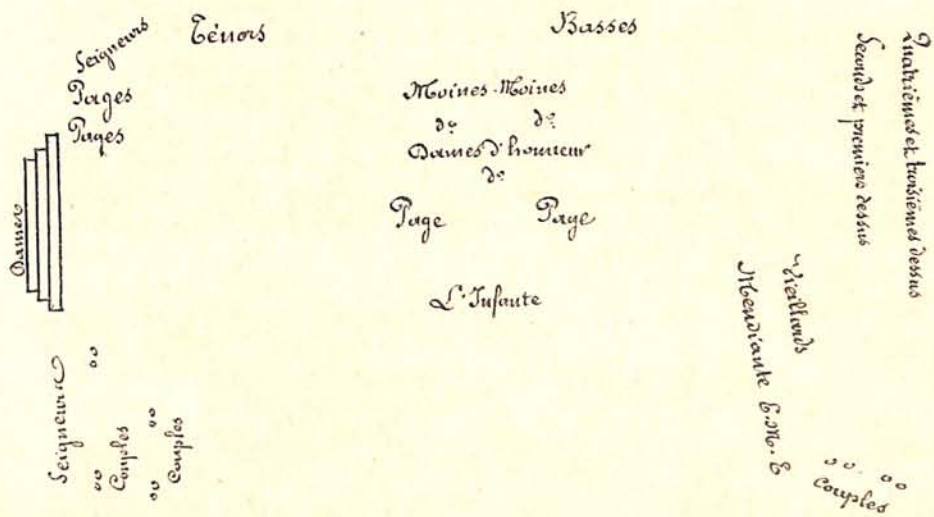 Seigneurs
Ténors
Basses
Pages
Pages
Moines - Moines
dº dº
Dames d'honneur
dº
Page Page
L'Infante
Dames
Seigneurs
Couples
Couples
Vieillards
Mendiante E.M.E
Couples
Seconds et premiers dessus
Quatrièmes et troisièmes dessus